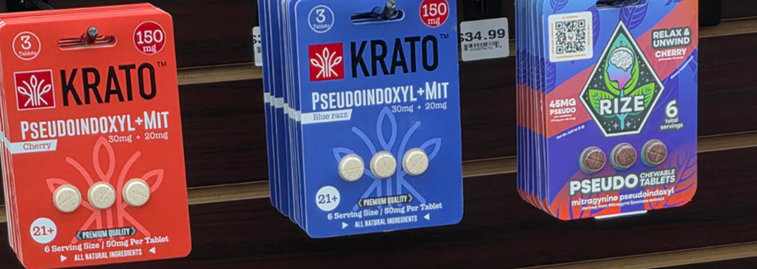 3
Tablets
150
mg
KRATO™
PSEUDOINDOXYL+MIT
30mg + 20mg
Cherry
21+
PREMIUM QUALITY
6 Serving Size / 50mg Per Tablet
ALL NATURAL INGREDIENTS
3
Tablets
150
mg
KRATO™
PSEUDOINDOXYL+MIT
30mg + 20mg
Blue razz
21+
PREMIUM QUALITY
6 Serving Size / 50mg Per Tablet
ALL NATURAL INGREDIENTS
$34.99
RELAX &
UNWIND
CHERRY
RIZE
45MG
PSEUDO
6
total
servings
PSEUDO CHEWABLE
TABLETS
mitragynine pseudoindoxyl